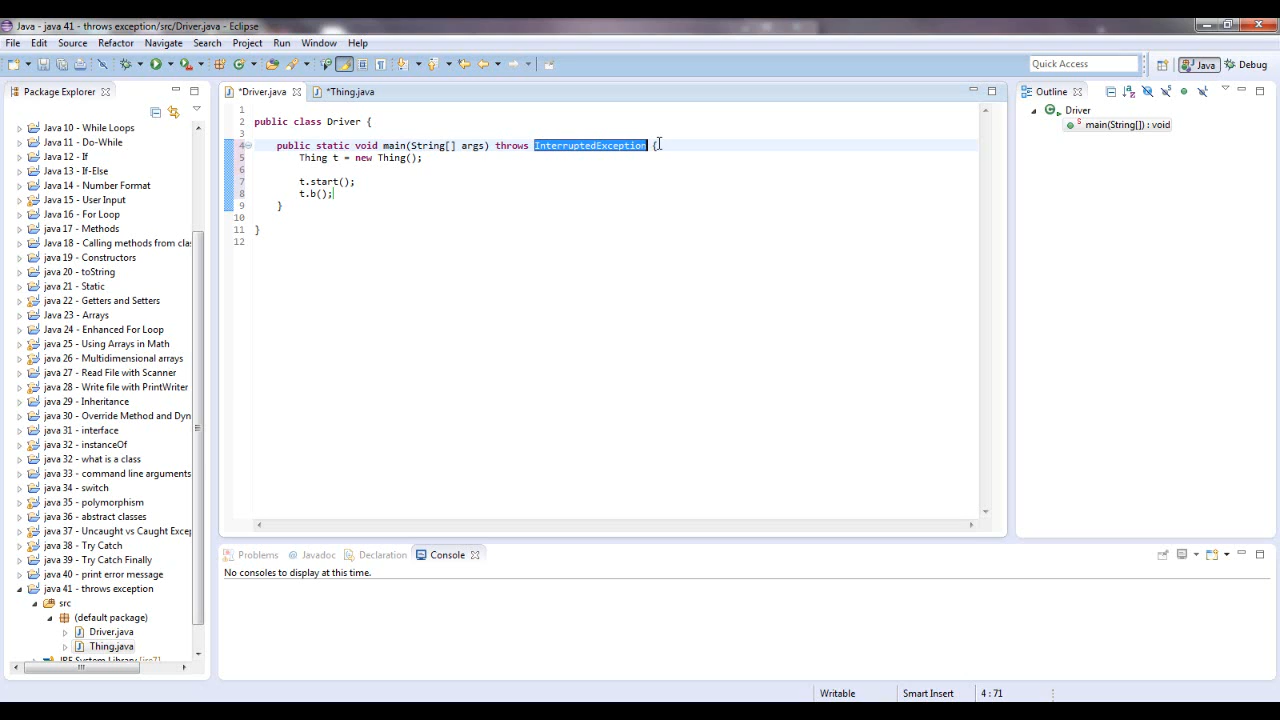 Java - java 41 - throws exception/src/Driver.java - Eclipse
File Edit Source Refactor Navigate Search Project Run Window Help
Quick Access
Java
Debug
Package Explorer
Java 10 - While Loops
Java 11 - Do-While
Java 12 - If
Java 14 - Number Format
Java 15 - User Input
Java 16 - For Loop
java 17 - Methods
Java 18 - Calling methods from clas
java 19 - Constructors
java 20 - toString
java 21 - Static
java 22 - Getters and Setters
Java 23 - Arrays
Java 24 - Enhanced For Loop
java 25 - Using Arrays in Math
java 26 - Multidimensional arrays
java 27 - Read File with Scanner
java 28 - Write file with PrintWriter
java 29 - Inheritance
java 30 - Override Method and Dyn
java 31 - interface
java 32 - instanceOf
java 32 - what is a class
java 33 - command line arguments
java 34 - switch
java 35 - polymorphism
java 36 - abstract classes
java 37 - Uncaught vs Caught Excep
java 38 - Try Catch
java 39 - Try Catch Finally
java 40 - print error message
java 41 - throws exception
src
(default package)
Driver.java
Thing.java
JRE System Library [jre7]
*Driver.java
*Thing.java
1
2 public class Driver {
3
4 public static void main(String[] args) throws InterruptedException {
5 Thing t = new Thing();
6
7 t.start();
8 t.b();
9 }
10
11 }
12
Outline
Driver
S main(String[]) : void
Problems
@ Javadoc
Declaration
Console
No consoles to display at this time.
Writable
Smart Insert
4 : 71